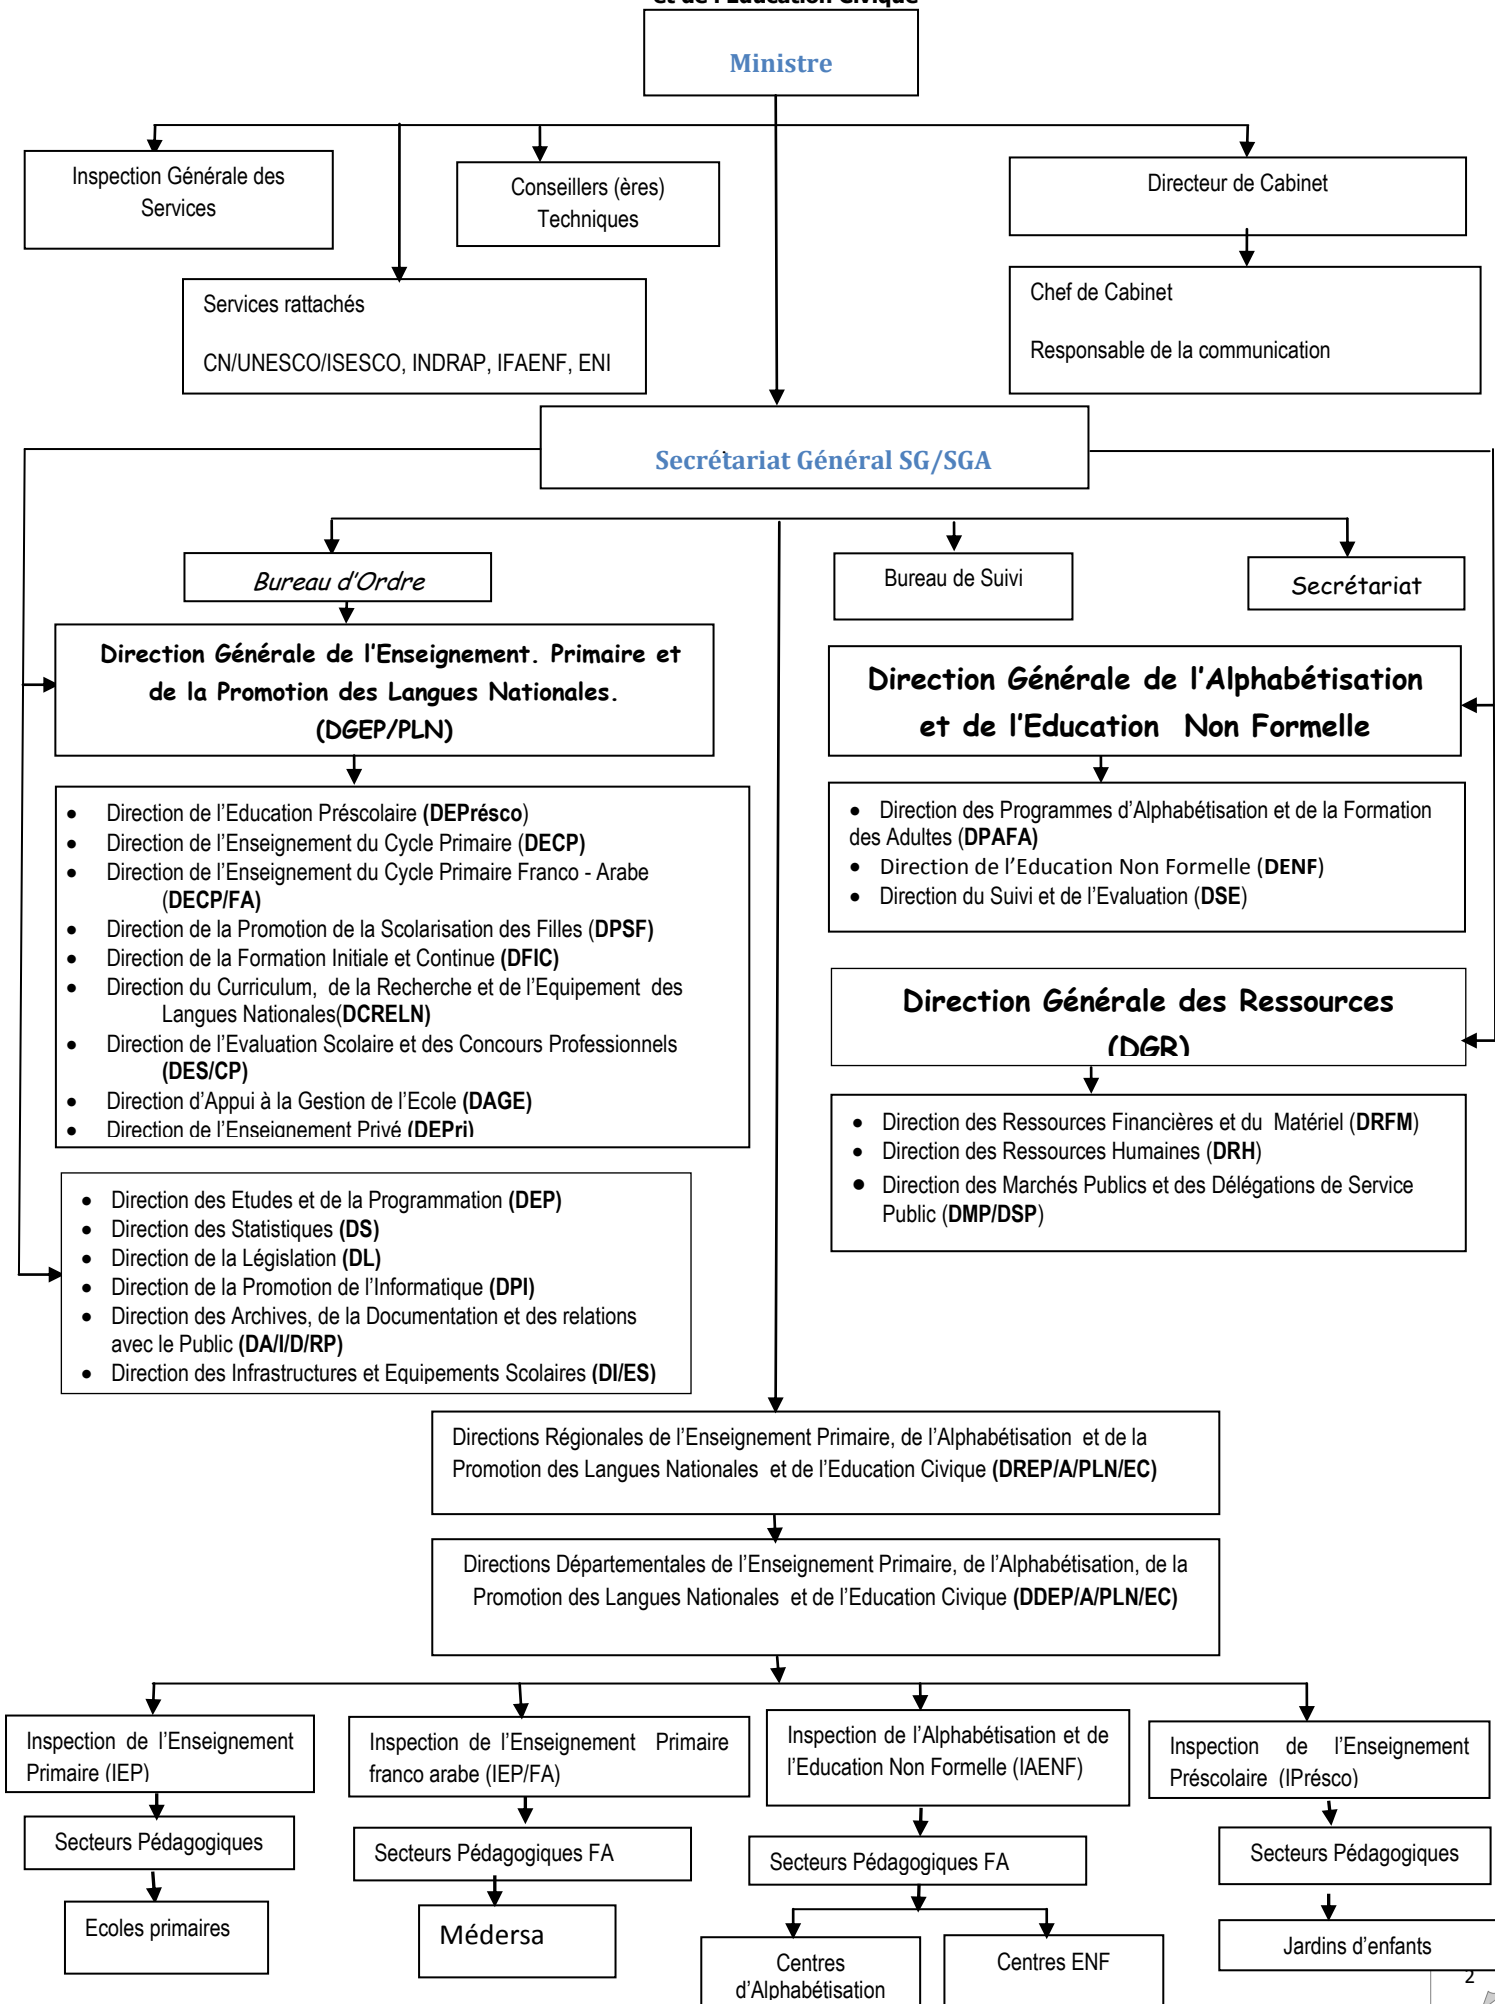 et de l'Education Civique
Ministre
Inspection Générale des
Services
Conseillers (ères)
Techniques
Directeur de Cabinet
Services rattachés
CN/UNESCO/ISESCO, INDRAP, IFAENF, ENI
Chef de Cabinet
Responsable de la communication
Secrétariat Général SG/SGA
Bureau d'Ordre
Bureau de Suivi
Secrétariat
Direction Générale de l'Enseignement. Primaire et
de la Promotion des Langues Nationales.
(DGEP/PLN)
Direction Générale de l'Alphabétisation
et de l'Education Non Formelle
• Direction de l'Education Préscolaire (DEPrésco)
• Direction de l'Enseignement du Cycle Primaire (DECP)
• Direction de l'Enseignement du Cycle Primaire Franco - Arabe
(DECP/FA)
• Direction de la Promotion de la Scolarisation des Filles (DPSF)
• Direction de la Formation Initiale et Continue (DFIC)
• Direction du Curriculum, de la Recherche et de l'Equipement des
Langues Nationales(DCRELN)
• Direction de l'Evaluation Scolaire et des Concours Professionnels
(DES/CP)
• Direction d'Appui à la Gestion de l'Ecole (DAGE)
• Direction de l'Enseignement Privé (DEPri)
• Direction des Programmes d'Alphabétisation et de la Formation
des Adultes (DPAFA)
• Direction de l'Education Non Formelle (DENF)
• Direction du Suivi et de l'Evaluation (DSE)
Direction Générale des Ressources
(DGR)
• Direction des Ressources Financières et du Matériel (DRFM)
• Direction des Ressources Humaines (DRH)
• Direction des Marchés Publics et des Délégations de Service
Public (DMP/DSP)
• Direction des Etudes et de la Programmation (DEP)
• Direction des Statistiques (DS)
• Direction de la Législation (DL)
• Direction de la Promotion de l'Informatique (DPI)
• Direction des Archives, de la Documentation et des relations
avec le Public (DA/I/D/RP)
• Direction des Infrastructures et Equipements Scolaires (DI/ES)
Directions Régionales de l'Enseignement Primaire, de l'Alphabétisation et de la
Promotion des Langues Nationales et de l'Education Civique (DREP/A/PLN/EC)
Directions Départementales de l'Enseignement Primaire, de l'Alphabétisation, de la
Promotion des Langues Nationales et de l'Education Civique (DDEP/A/PLN/EC)
Inspection de l'Enseignement
Primaire (IEP)
Inspection de l'Enseignement Primaire
franco arabe (IEP/FA)
Inspection de l'Alphabétisation et de
l'Education Non Formelle (IAENF)
Inspection de l'Enseignement
Préscolaire (IPrésco)
Secteurs Pédagogiques
Secteurs Pédagogiques FA
Secteurs Pédagogiques FA
Secteurs Pédagogiques
Ecoles primaires
Médersa
Centres
d'Alphabétisation
Centres ENF
Jardins d'enfants
2